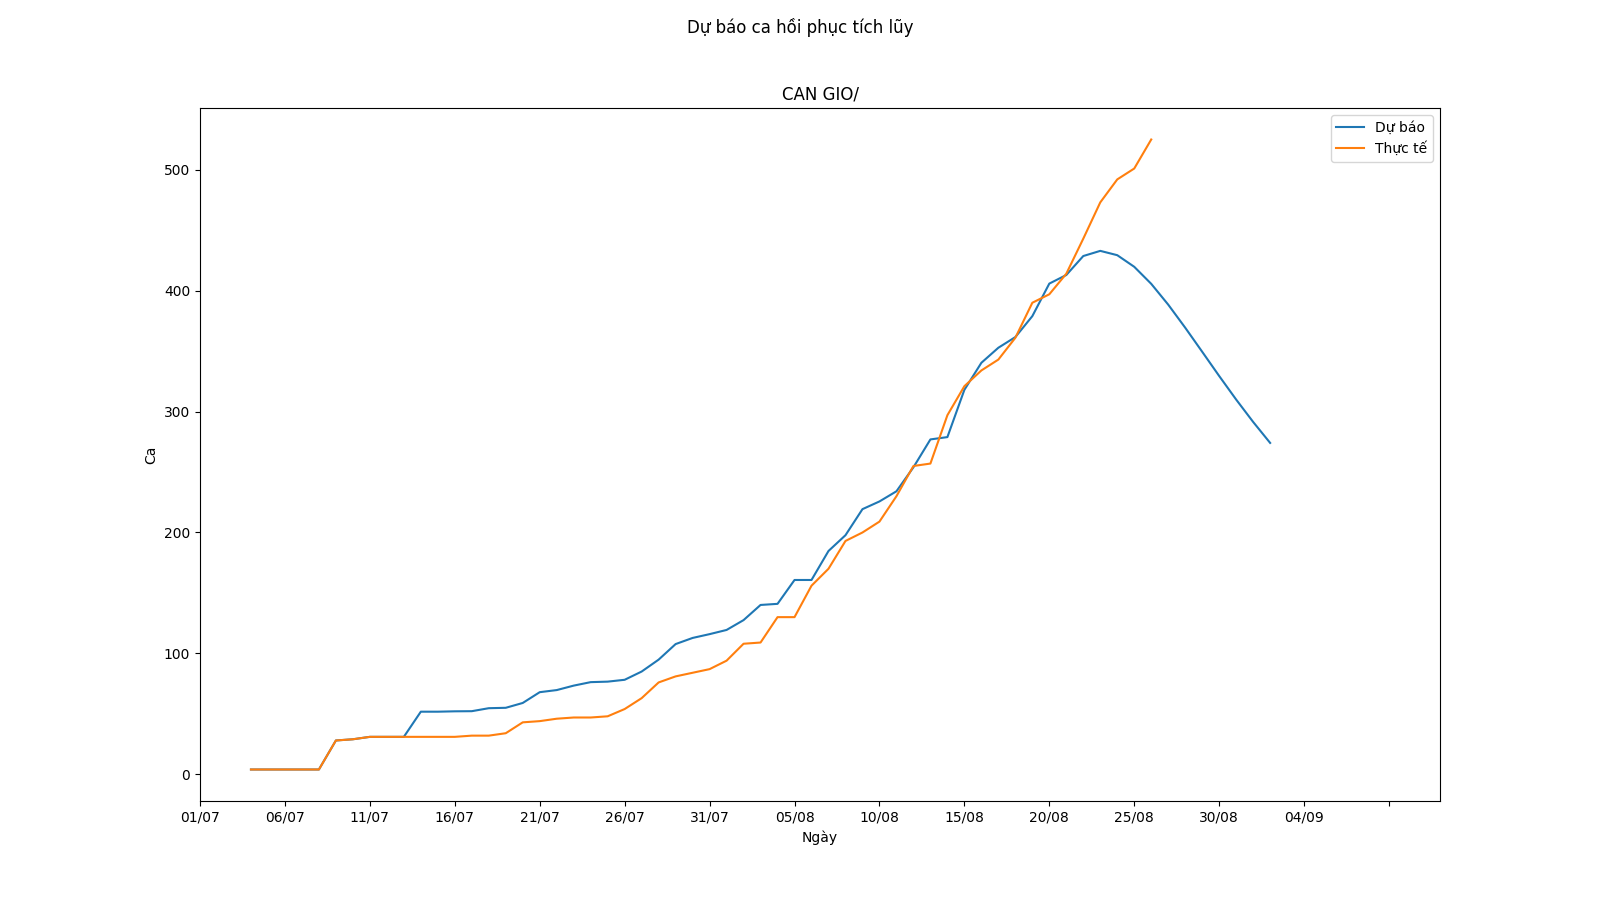 Dự báo ca hồi phục tích lũy
CAN GIO/
Dự báo
Thực tế
500
400
300
200
100
0
Ca
01/07 06/07 11/07 16/07 21/07 26/07 31/07 05/08 10/08 15/08 20/08 25/08 30/08 04/09
Ngày